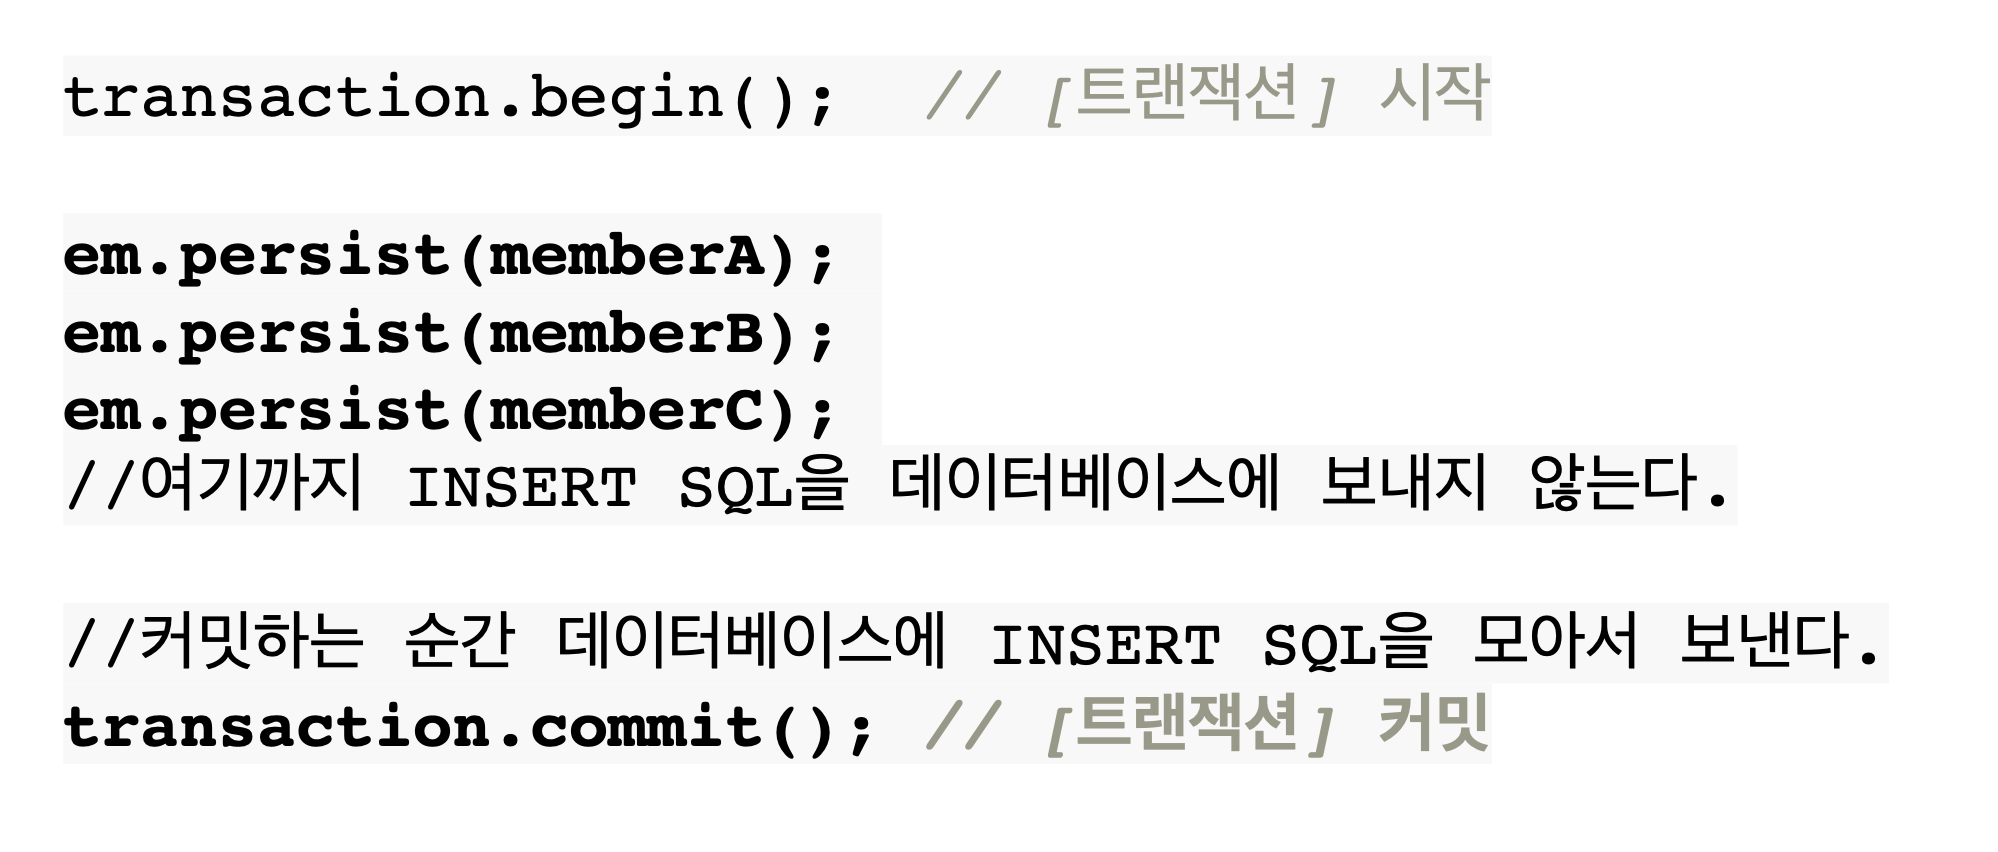 transaction.begin();  // [트랜잭션] 시작
em.persist(memberA);
em.persist(memberB);
em.persist(memberC);
//여기까지 INSERT SQL을 데이터베이스에 보내지 않는다.
//커밋하는 순간 데이터베이스에 INSERT SQL을 모아서 보낸다.
transaction.commit(); // [트랜잭션] 커밋